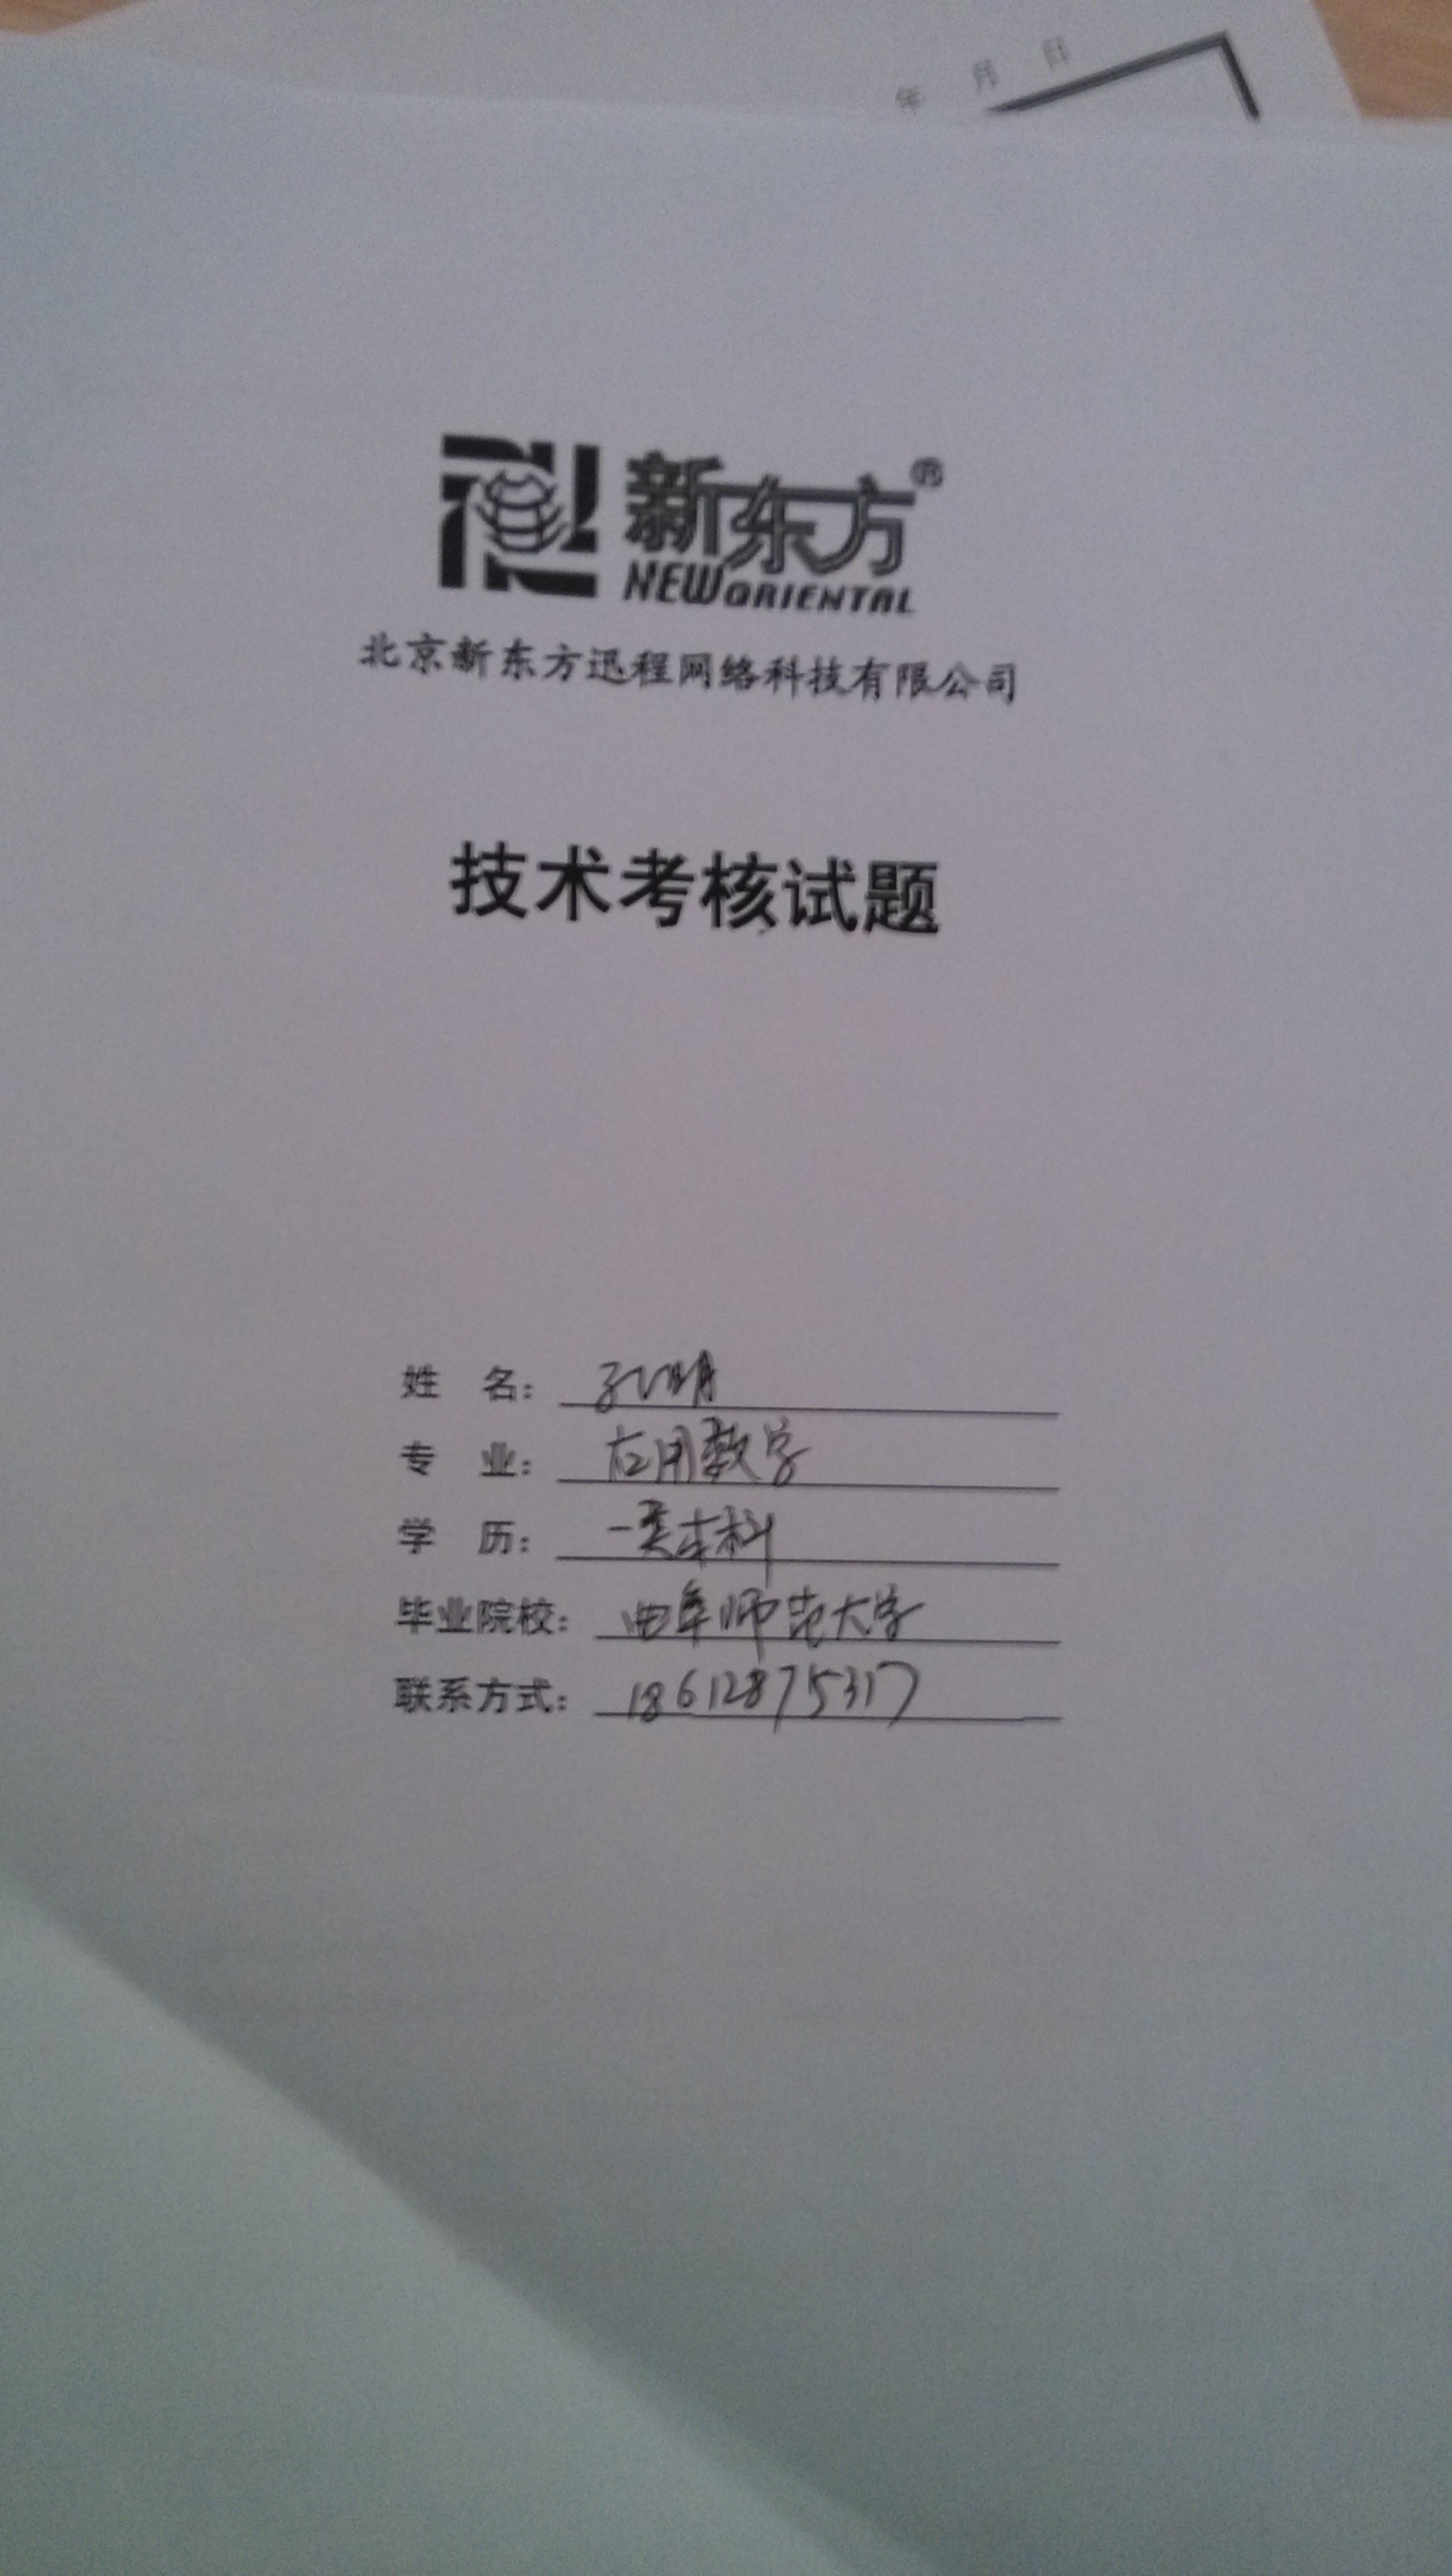 年 月 日
新东方®
NEW ORIENTAL
北京新东方迅程网络科技有限公司
技术考核试题
姓 名: 孔明
专 业: 应用数学
学 历: 一类本科
毕业院校: 曲阜师范大学
联系方式: 18612875317